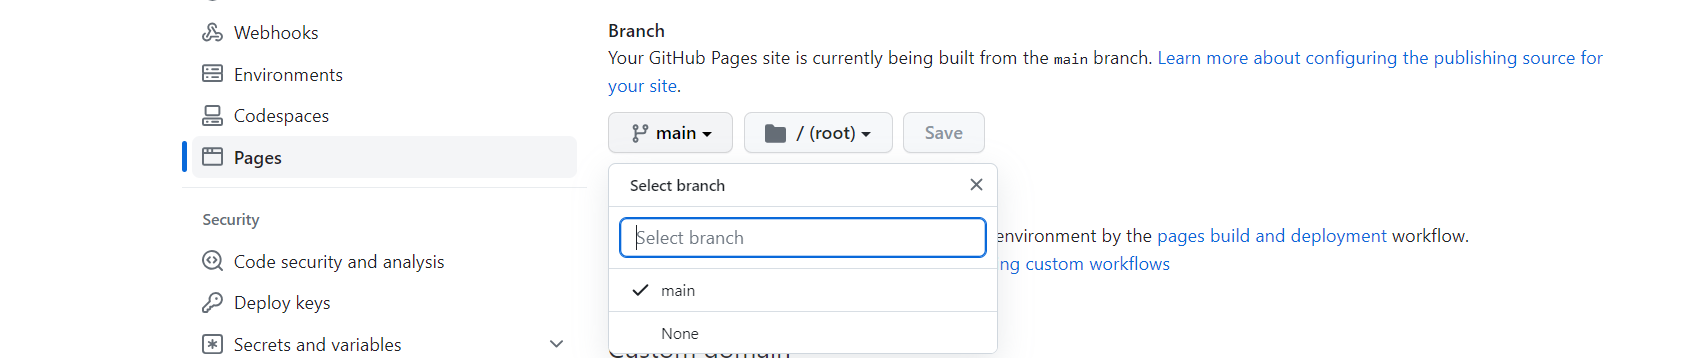 Webhooks
Environments
Codespaces
Pages
Security
Code security and analysis
Deploy keys
Secrets and variables
Branch
Your GitHub Pages site is currently being built from the main branch. Learn more about configuring the publishing source for
your site.
main
/ (root)
Save
Select branch
Select branch
main
None
environment by the pages build and deployment workflow.
ng custom workflows
Custom domain